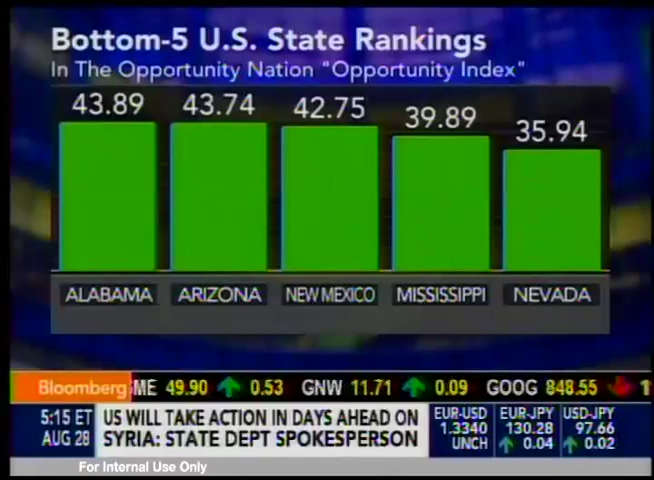 Bottom-5 U.S. State Rankings
In The Opportunity Nation "Opportunity Index"
43.89 43.74 42.75 39.89 35.94
ALABAMA ARIZONA NEW MEXICO MISSISSIPPI NEVADA
Bloomberg ME 49.90 0.53 GNW 11.71 0.09 GOOG 848.55
5:15 ET
AUG 28
US WILL TAKE ACTION IN DAYS AHEAD ON
SYRIA: STATE DEPT SPOKESPERSON
EUR-USD EUR-JPY USD-JPY
1.3340 130.28 97.66
UNCH 0.04 0.02
For Internal Use Only